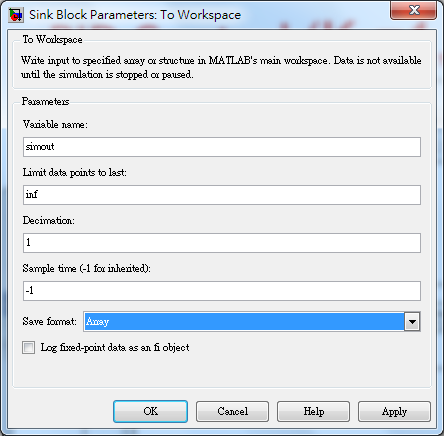 Sink Block Parameters: To Workspace
To Workspace
Write input to specified array or structure in MATLAB's main workspace. Data is not available
until the simulation is stopped or paused.
Parameters
Variable name:
simout
Limit data points to last:
inf
Decimation:
1
Sample time (-1 for inherited):
-1
Save format: Array
Log fixed-point data as an fi object
OK Cancel Help Apply